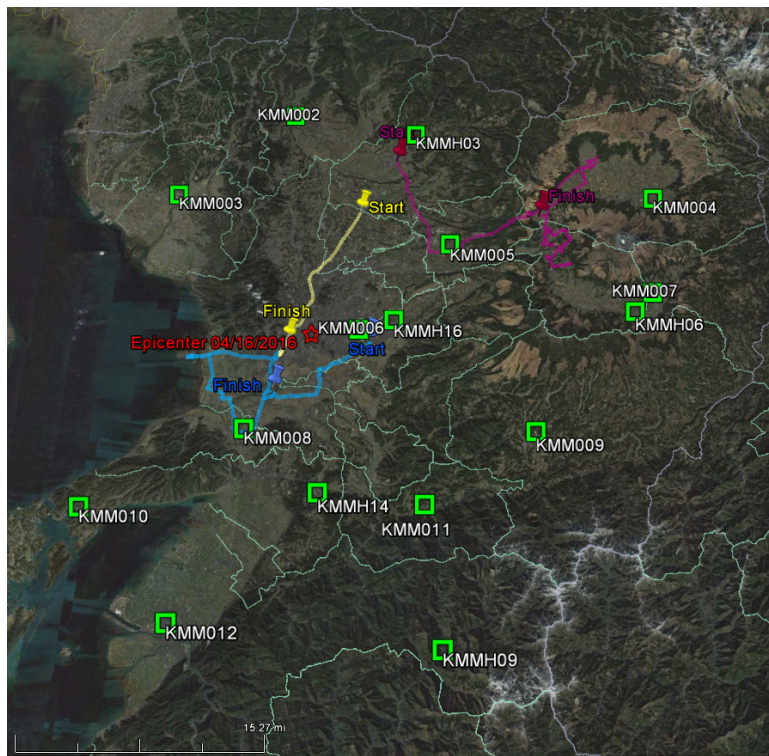 KMM002
Sta
KMMH03
KMM003
Start
Finish
KMM004
KMM005
KMM007
KMMH06
Finish
KMM006
KMMH16
Epicenter 04/16/2016
Start
Finish
KMM008
KMM009
KMM010
KMMH14
KMM011
KMM012
KMMH09
15.27 mi